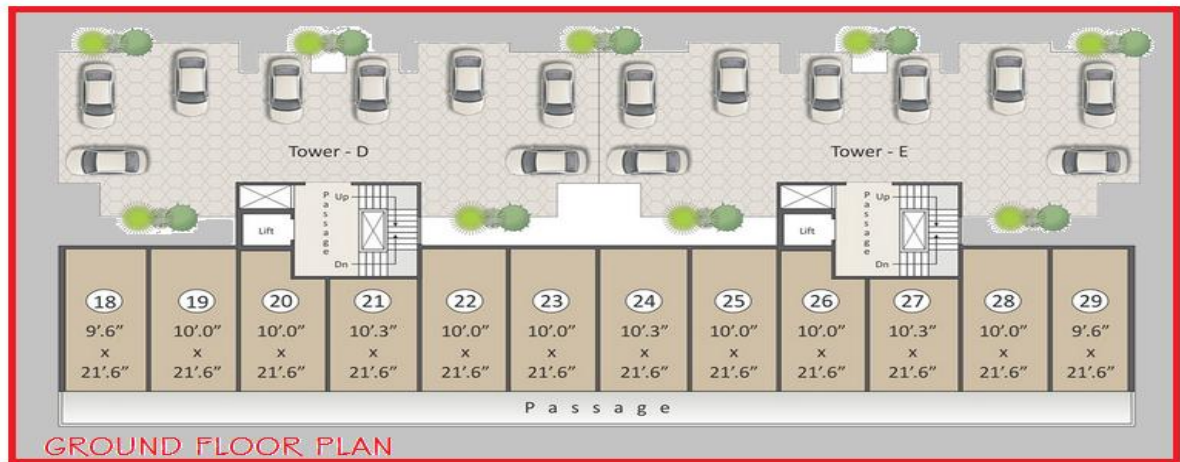 Tower - D
Tower - E
Passage
Up
Lift
Dn
Passage
Up
Lift
Dn
18
9'.6”
x
21'.6”
19
10'.0”
x
21'.6”
20
10'.0”
x
21'.6”
21
10'.3”
x
21'.6”
22
10'.0”
x
21'.6”
23
10'.0”
x
21'.6”
24
10'.3”
x
21'.6”
25
10'.0”
x
21'.6”
26
10'.0”
x
21'.6”
27
10'.3”
x
21'.6”
28
10'.0”
x
21'.6”
29
9'.6”
x
21'.6”
Passage
GROUND FLOOR PLAN